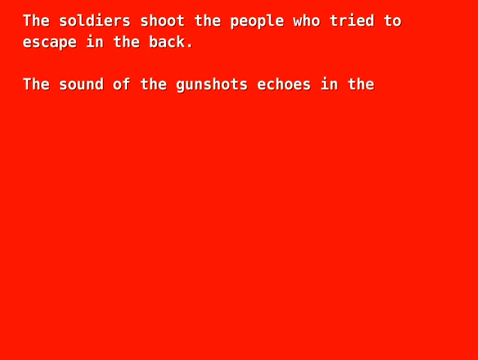 The soldiers shoot the people who tried to
escape in the back.
The sound of the gunshots echoes in the